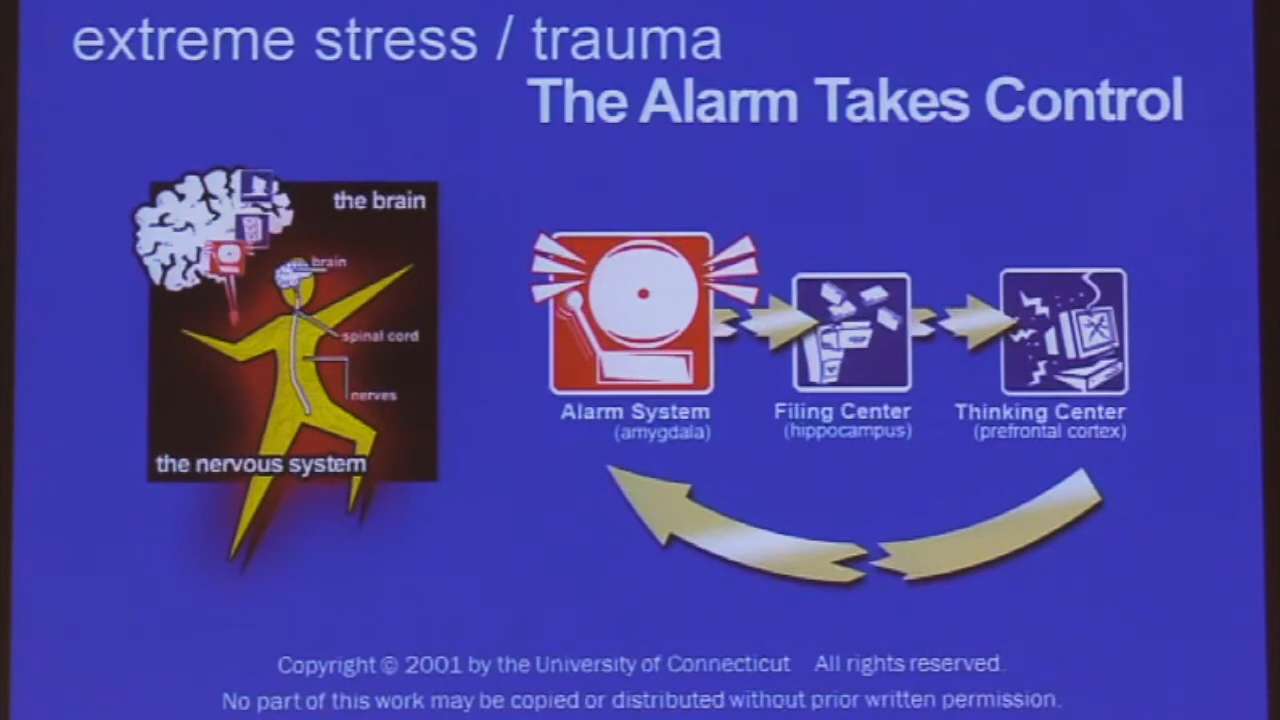 extreme stress / trauma
The Alarm Takes Control
the brain
brain
spinal cord
nerves
the nervous system
Alarm System
(amygdala)
Filing Center
(hippocampus)
Thinking Center
(prefrontal cortex)
Copyright © 2001 by the University of Connecticut All rights reserved.
No part of this work may be copied or distributed without prior written permission.